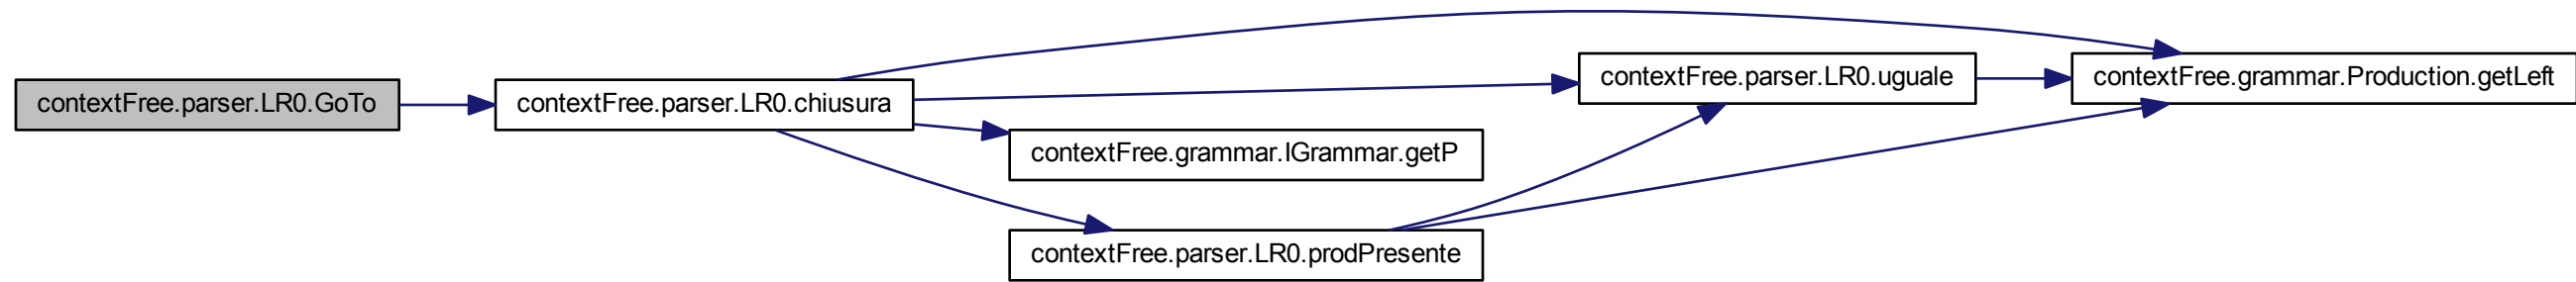 contextFree.parser.LR0.GoTo
contextFree.parser.LR0.chiusura
contextFree.parser.LR0.uguale
contextFree.grammar.Production.getLeft
contextFree.grammar.IGrammar.getP
contextFree.parser.LR0.prodPresente